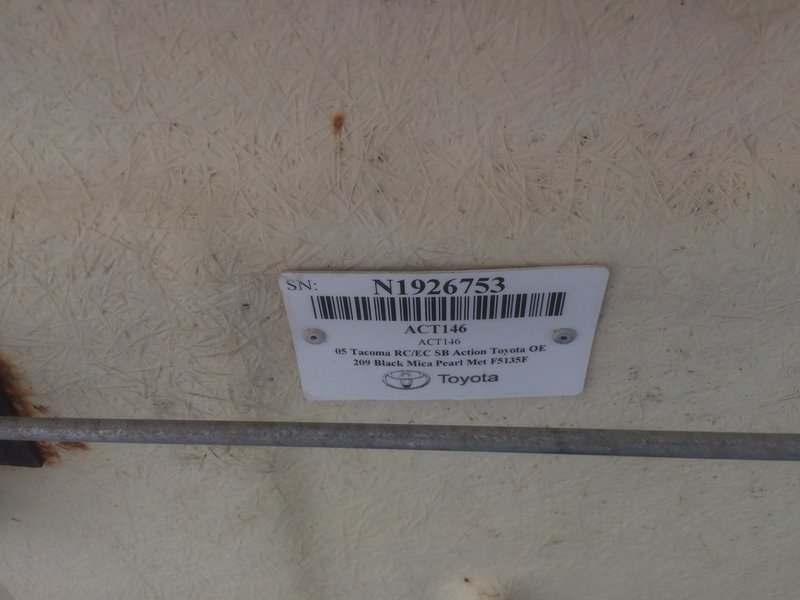 SN: N1926753
ACT146
ACT146
05 Tacoma RC/EC SB Action Toyota OE
209 Black Mica Pearl Met F5135F
Toyota